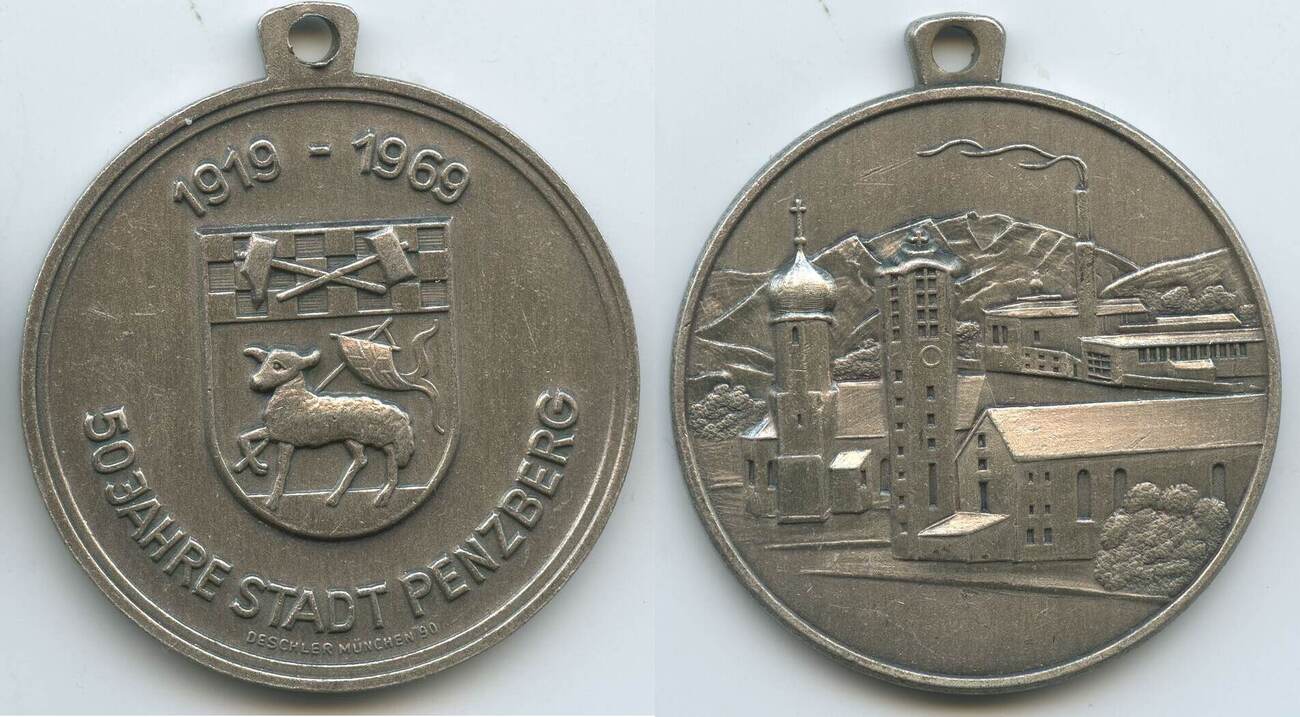 1919 - 1969
50 JAHRE STADT PENZBERG
DESCHLER MÜNCHEN '90